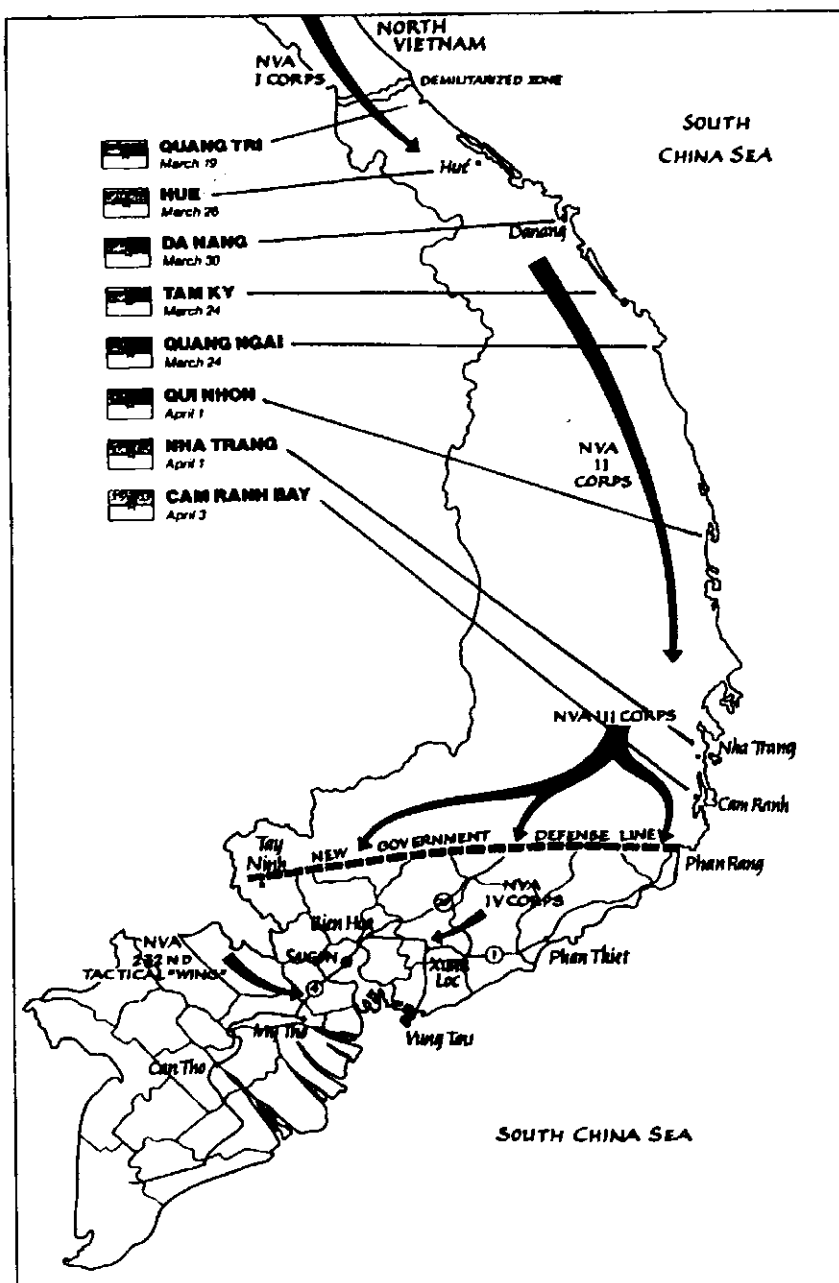 NORTH
VIETNAM
NVA
I CORPS
DEMILITARIZED ZONE
SOUTH
CHINA SEA
QUANG TRI
March 19
Hué
HUE
March 26
Danang
DA NANG
March 30
TAM KY
March 24
QUANG NGAI
March 24
QUI NHON
April 1
NHA TRANG
April 1
CAM RANH BAY
April 3
NVA
II
CORPS
NVA III CORPS
Nha Trang
Cam Ranh
Tay
Ninh
NEW GOVERNMENT DEFENSE LINE
Phan Rang
NVA
IV CORPS
Bien Hoa
NVA
232ND
TACTICAL "WING"
SAIGON
Xuan
Loc
1
Phan Thiet
4
My Tho
Vung Tau
Can Tho
SOUTH CHINA SEA